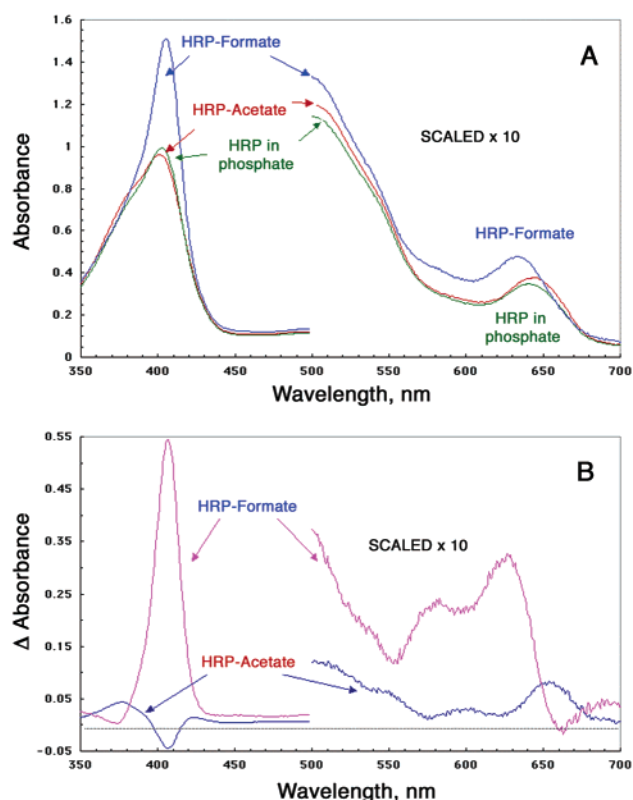 A
1.6
1.4
1.2
1
0.8
0.6
0.4
0.2
0
Absorbance
HRP-Formate
HRP-Acetate
HRP in
phosphate
SCALED x 10
HRP-Formate
HRP in
phosphate
350 400 450 500 550 600 650 700
Wavelength, nm
B
0.55
0.45
0.35
0.25
0.15
0.05
-0.05
Δ Absorbance
HRP-Formate
SCALED x 10
HRP-Acetate
350 400 450 500 550 600 650 700
Wavelength, nm